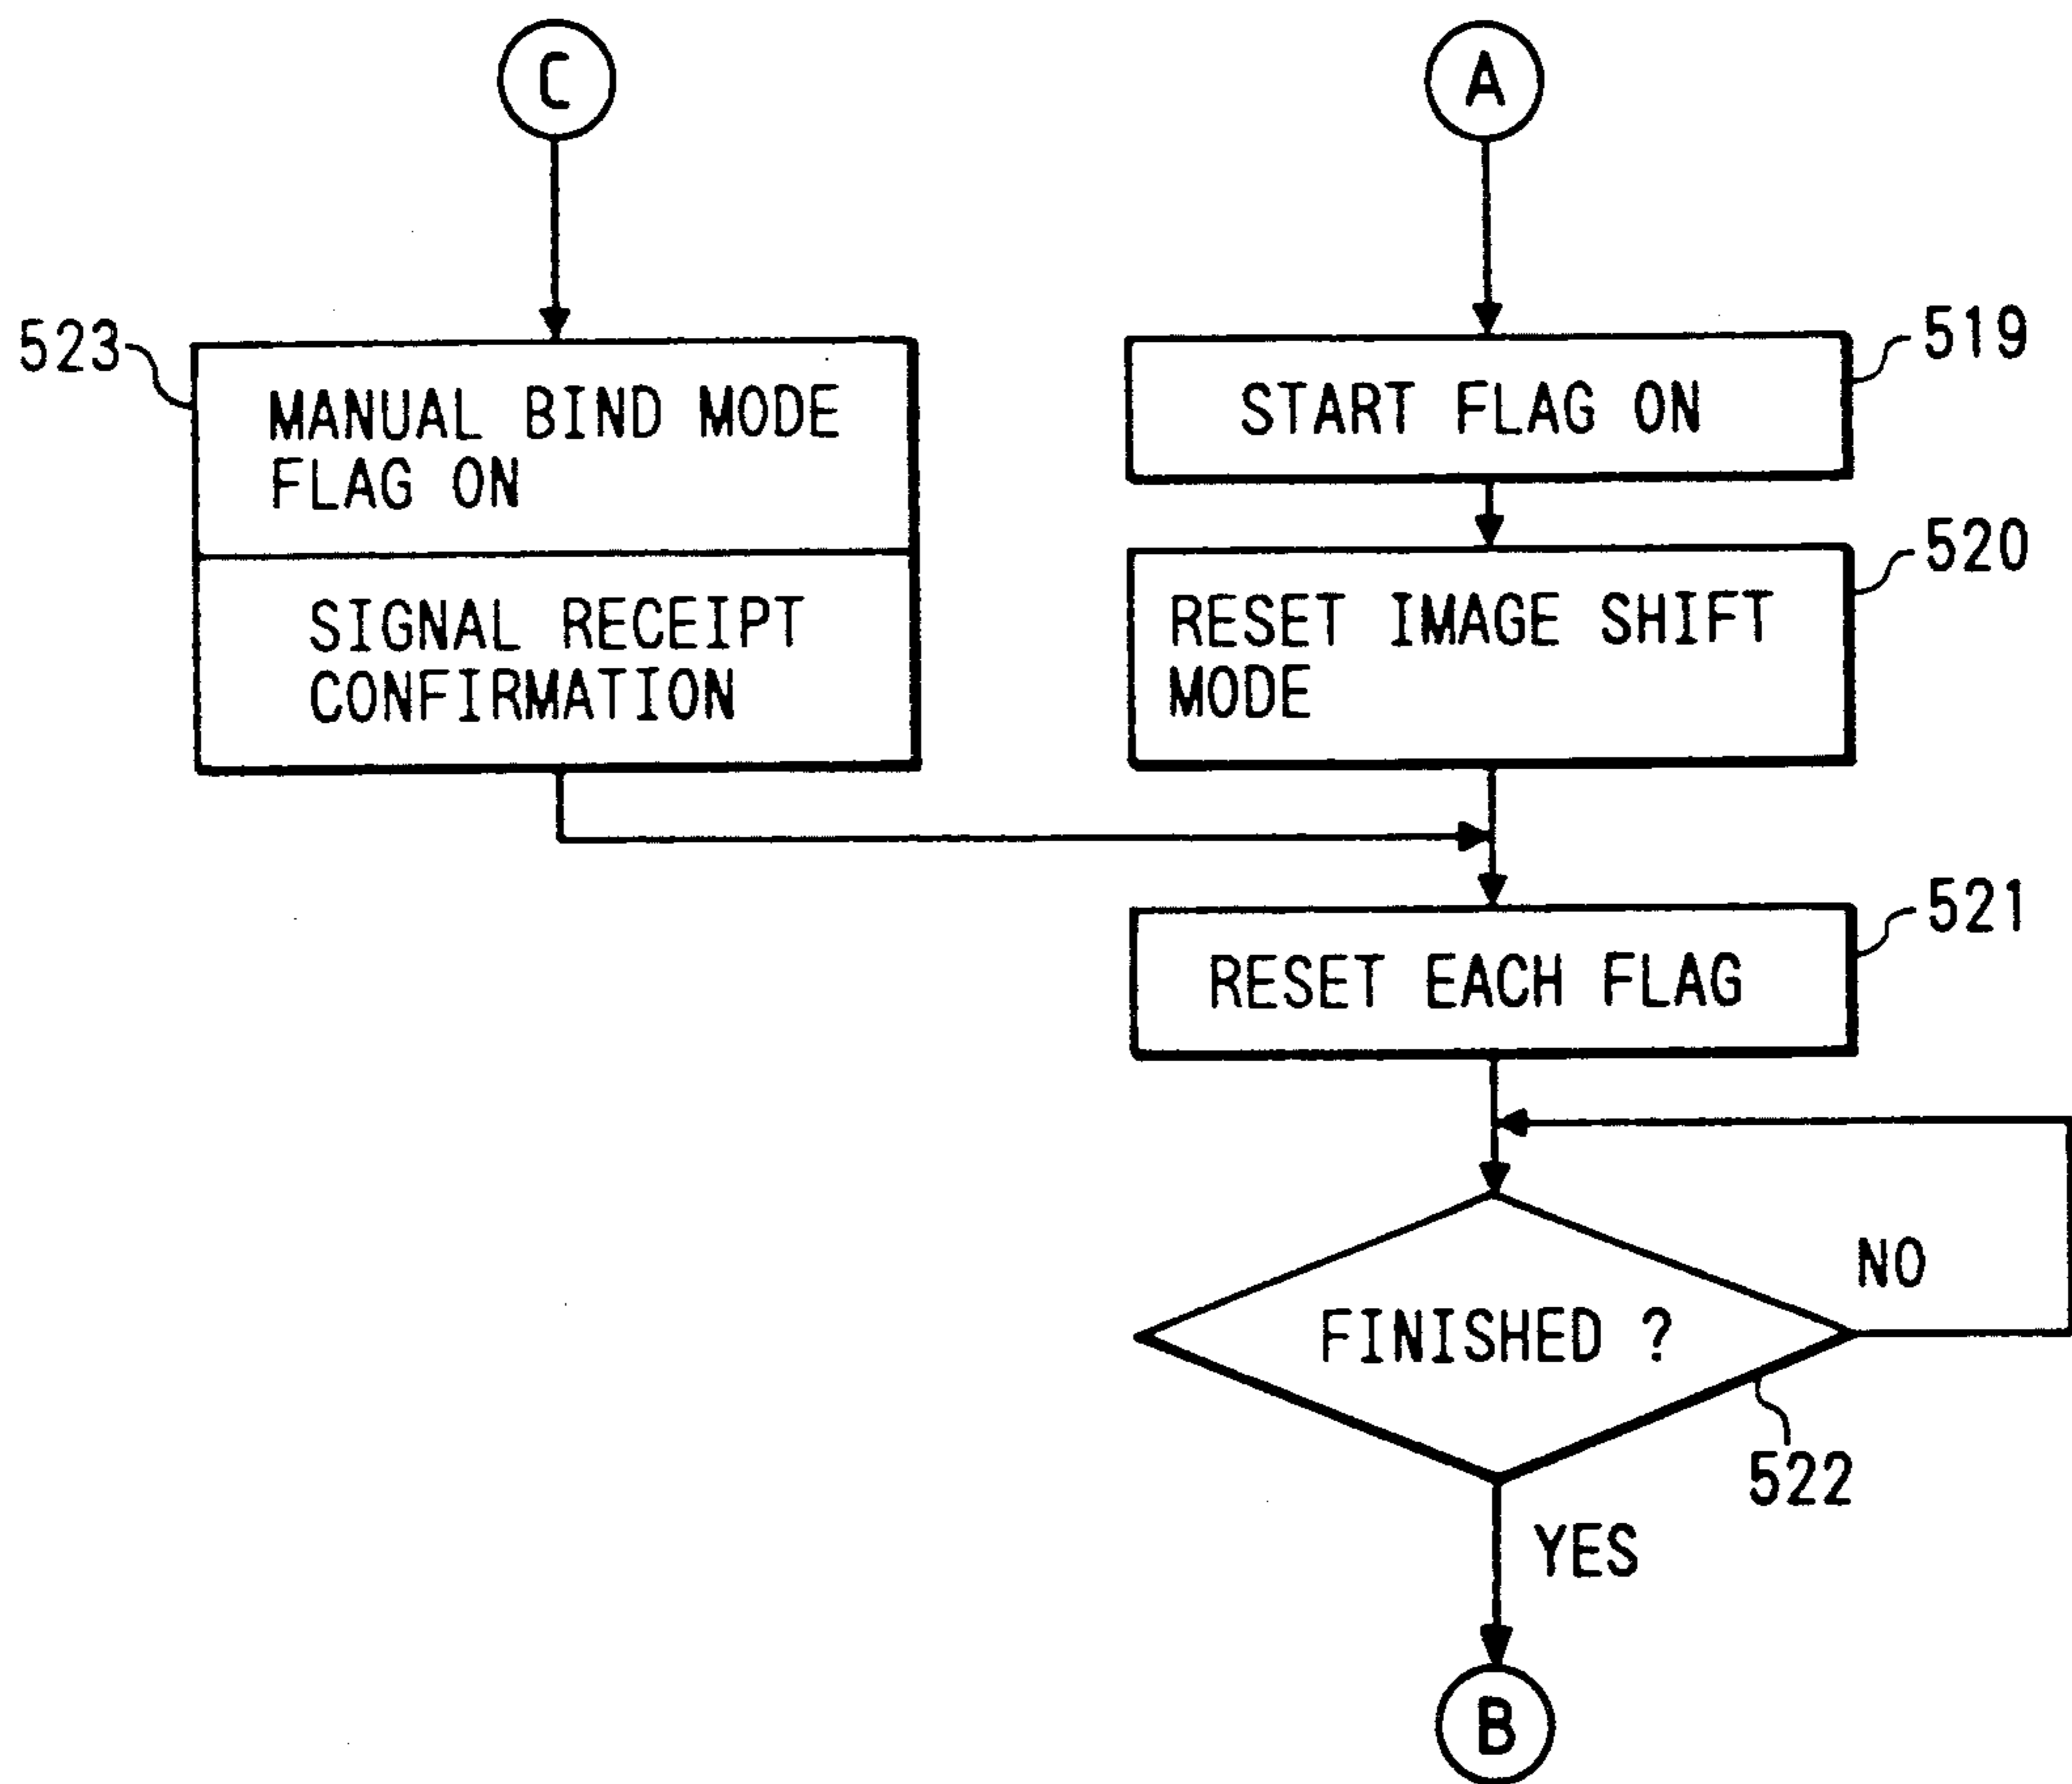 C
A
523
MANUAL BIND MODE
FLAG ON
SIGNAL RECEIPT
CONFIRMATION
519
START FLAG ON
520
RESET IMAGE SHIFT
MODE
521
RESET EACH FLAG
NO
FINISHED ?
522
YES
B